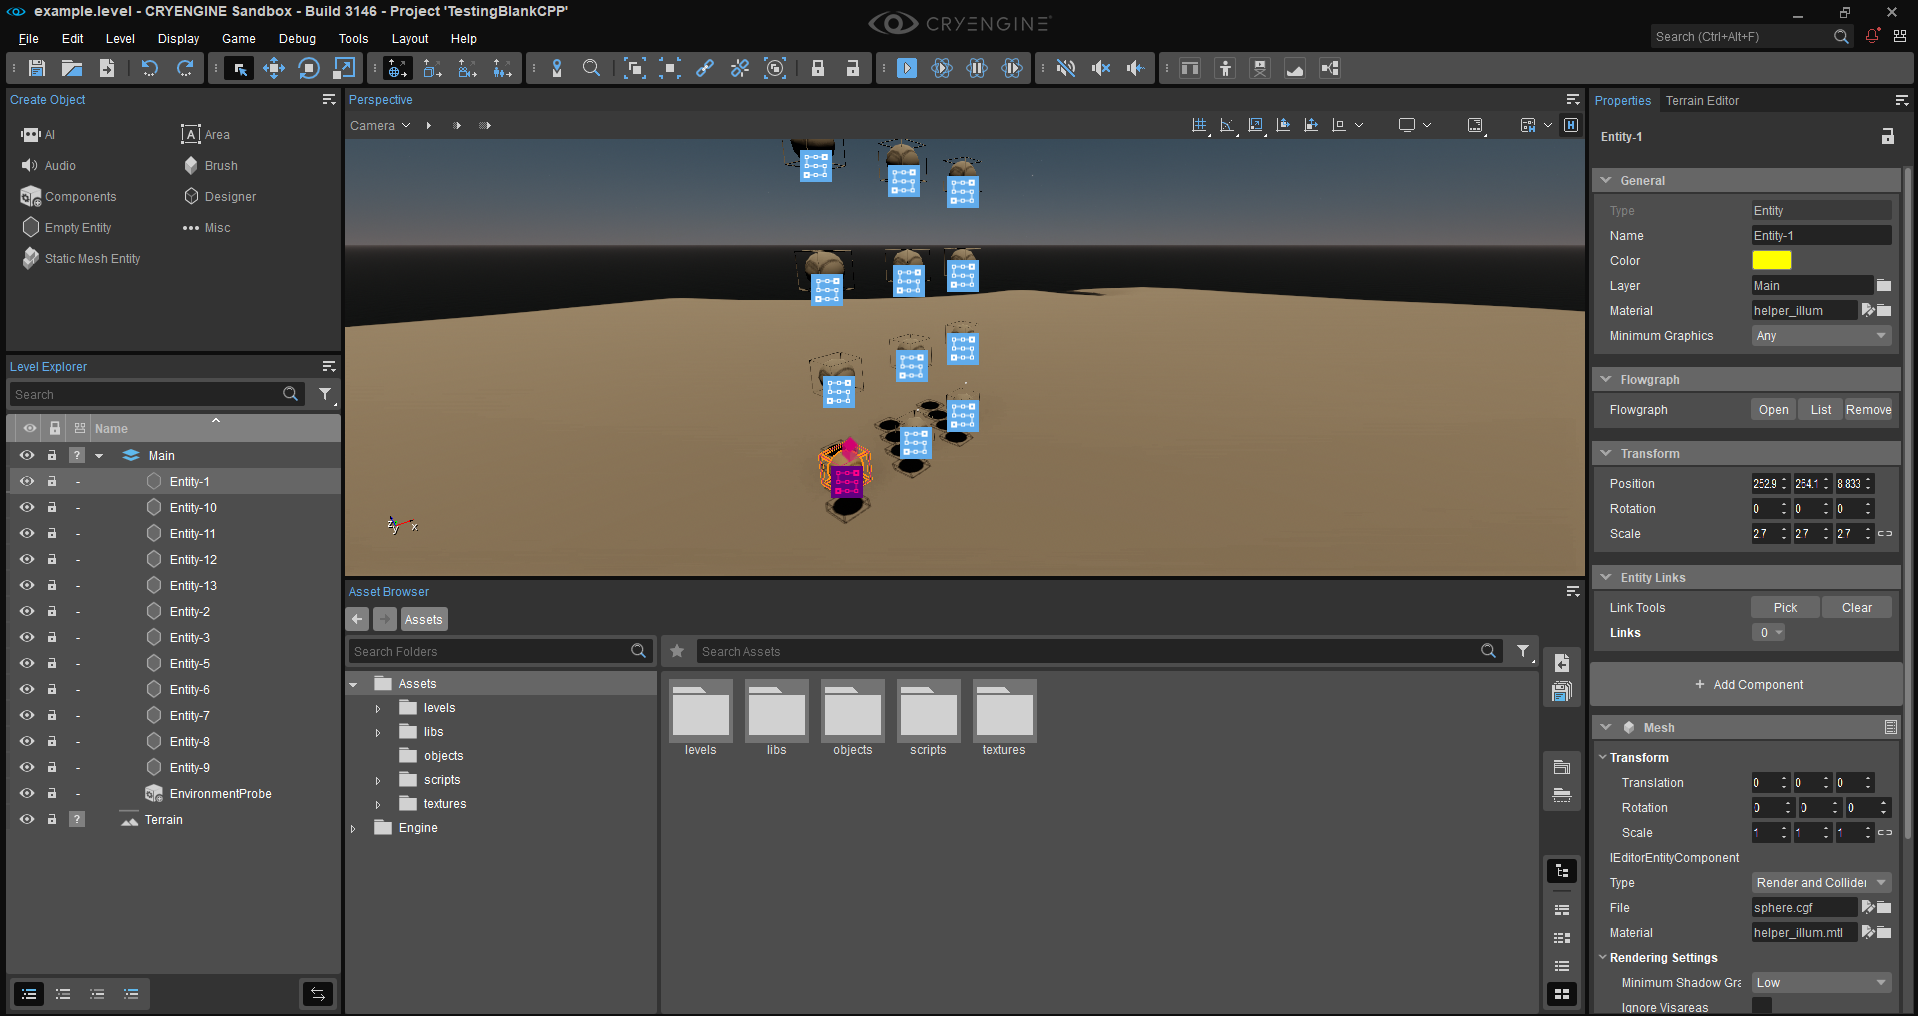 example.level - CRYENGINE Sandbox - Build 3146 - Project 'TestingBlankCPP'
CRYENGINE
File Edit Level Display Game Debug Tools Layout Help
Search (Ctrl+Alt+F)
Create Object
AI
Area
Audio
Brush
Components
Designer
Empty Entity
Misc
Static Mesh Entity
Level Explorer
Search
Name
? Main
- Entity-1
- Entity-10
- Entity-11
- Entity-12
- Entity-13
- Entity-2
- Entity-3
- Entity-5
- Entity-6
- Entity-7
- Entity-8
- Entity-9
- EnvironmentProbe
? Terrain
Perspective
Camera
H
z y x
Asset Browser
Assets
Search Folders
Search Assets
Assets
levels
libs
objects
scripts
textures
Engine
levels libs objects scripts textures
Properties Terrain Editor
Entity-1
General
Type Entity
Name Entity-1
Color
Layer Main
Material helper_illum
Minimum Graphics Any
Flowgraph
Flowgraph Open List Remove
Transform
Position 252.9 264.1 8.833
Rotation 0 0 0
Scale 2.7 2.7 2.7
Entity Links
Link Tools Pick Clear
Links 0
+ Add Component
Mesh
Transform
Translation 0 0 0
Rotation 0 0 0
Scale 1 1 1
IEditorEntityComponent
Type Render and Collider
File sphere.cgf
Material helper_illum.mtl
Rendering Settings
Minimum Shadow Gra Low
Ignore Visareas